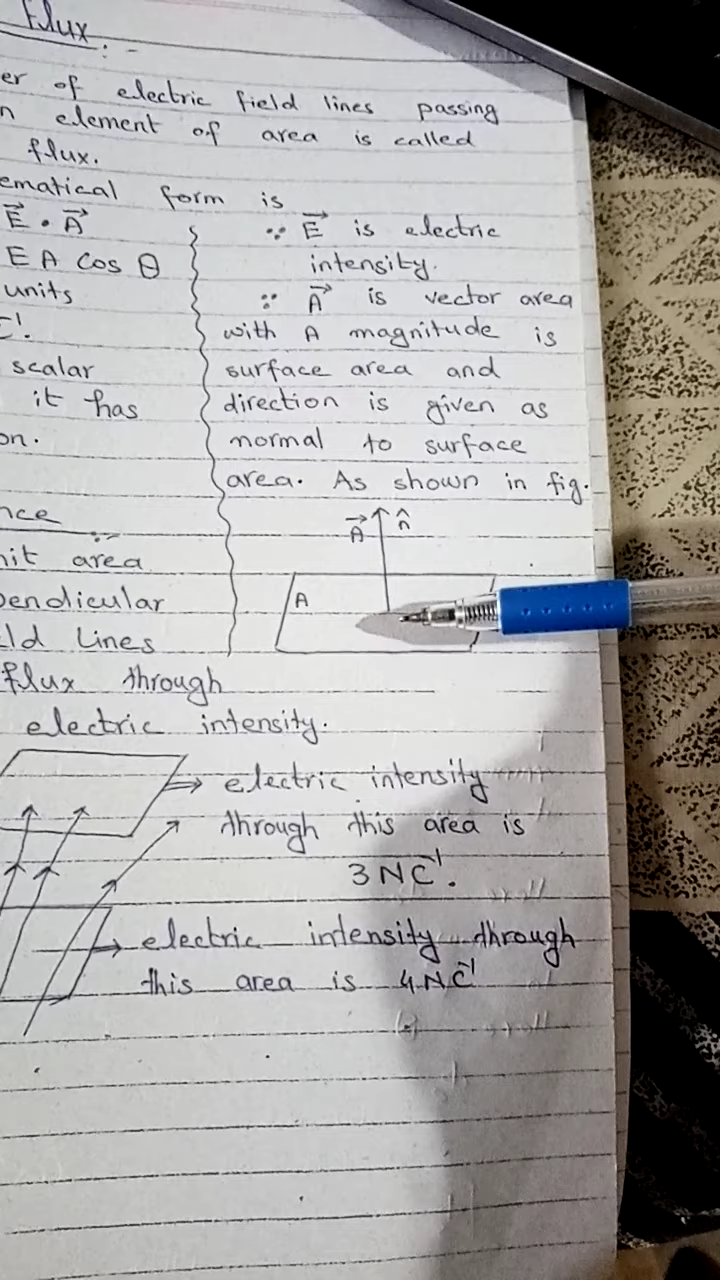 Flux :-
er of electric field lines passing
n element of area is called
flux.
ematical form is
E⃗ . A⃗
E A Cos θ
units
C⁻¹.
scalar
it has
on.
∵ E⃗ is electric
intensity.
∵ A⃗ is vector area
with A magnitude is
surface area and
direction is given as
normal to surface
area. As shown in fig.
A⃗ n̂
A
nce :-
nit area
pendicular
ld lines
flux through
electric intensity.
⇒ electric intensity
through this area is
3 NC⁻¹.
⇒ electric intensity through
this area is 4 NC⁻¹